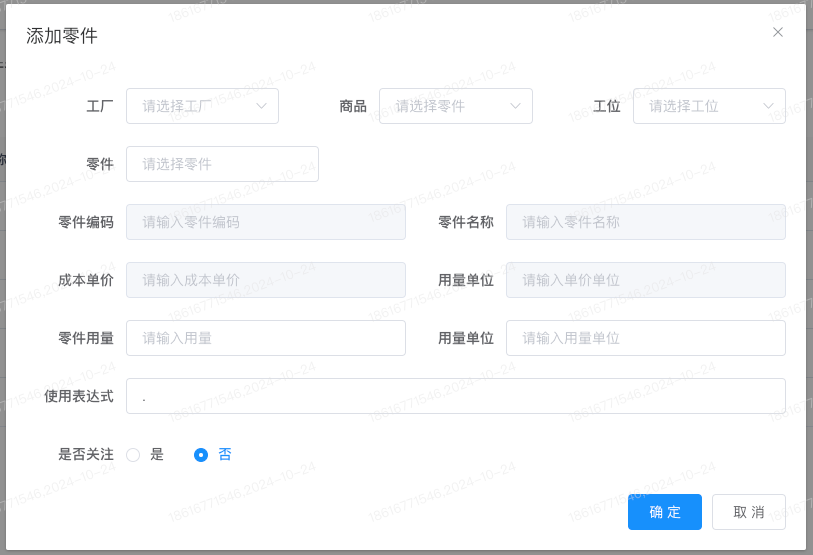 添加零件
工厂 请选择工厂 商品 请选择零件 工位 请选择工位
零件 请选择零件
零件编码 请输入零件编码 零件名称 请输入零件名称
成本单价 请输入成本单价 用量单位 请输入单价单位
零件用量 请输入用量 用量单位 请输入用量单位
使用表达式 .
是否关注 是 否
确 定 取 消
18616771546,2024-10-24